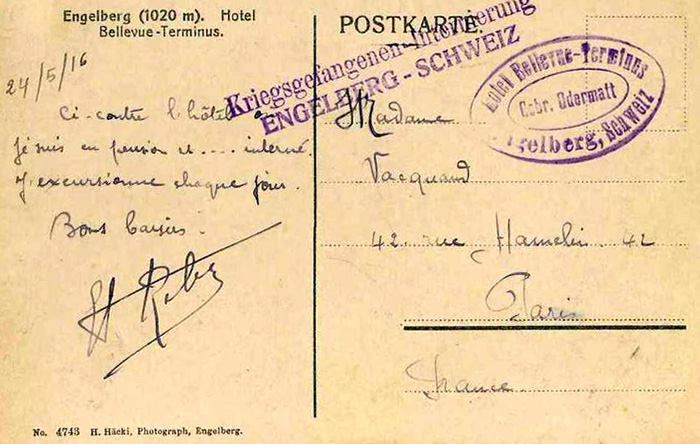 Engelberg (1020 m). Hotel
Bellevue-Terminus.
POSTKARTE.
Kriegsgefangenen-Internierung
ENGELBERG-SCHWEIZ
Hotel Bellevue-Terminus
Gebr. Odermatt
Engelberg, Schweiz
24/5/16
Ci-contre l'hôtel où
je suis en pension et .... interné.
J'excursionne chaque jour.
Bons baisers.
Madame
Vacquand
42. rue Hamelin. 42
Paris
France.
No. 4743 H. Häcki, Photograph, Engelberg.